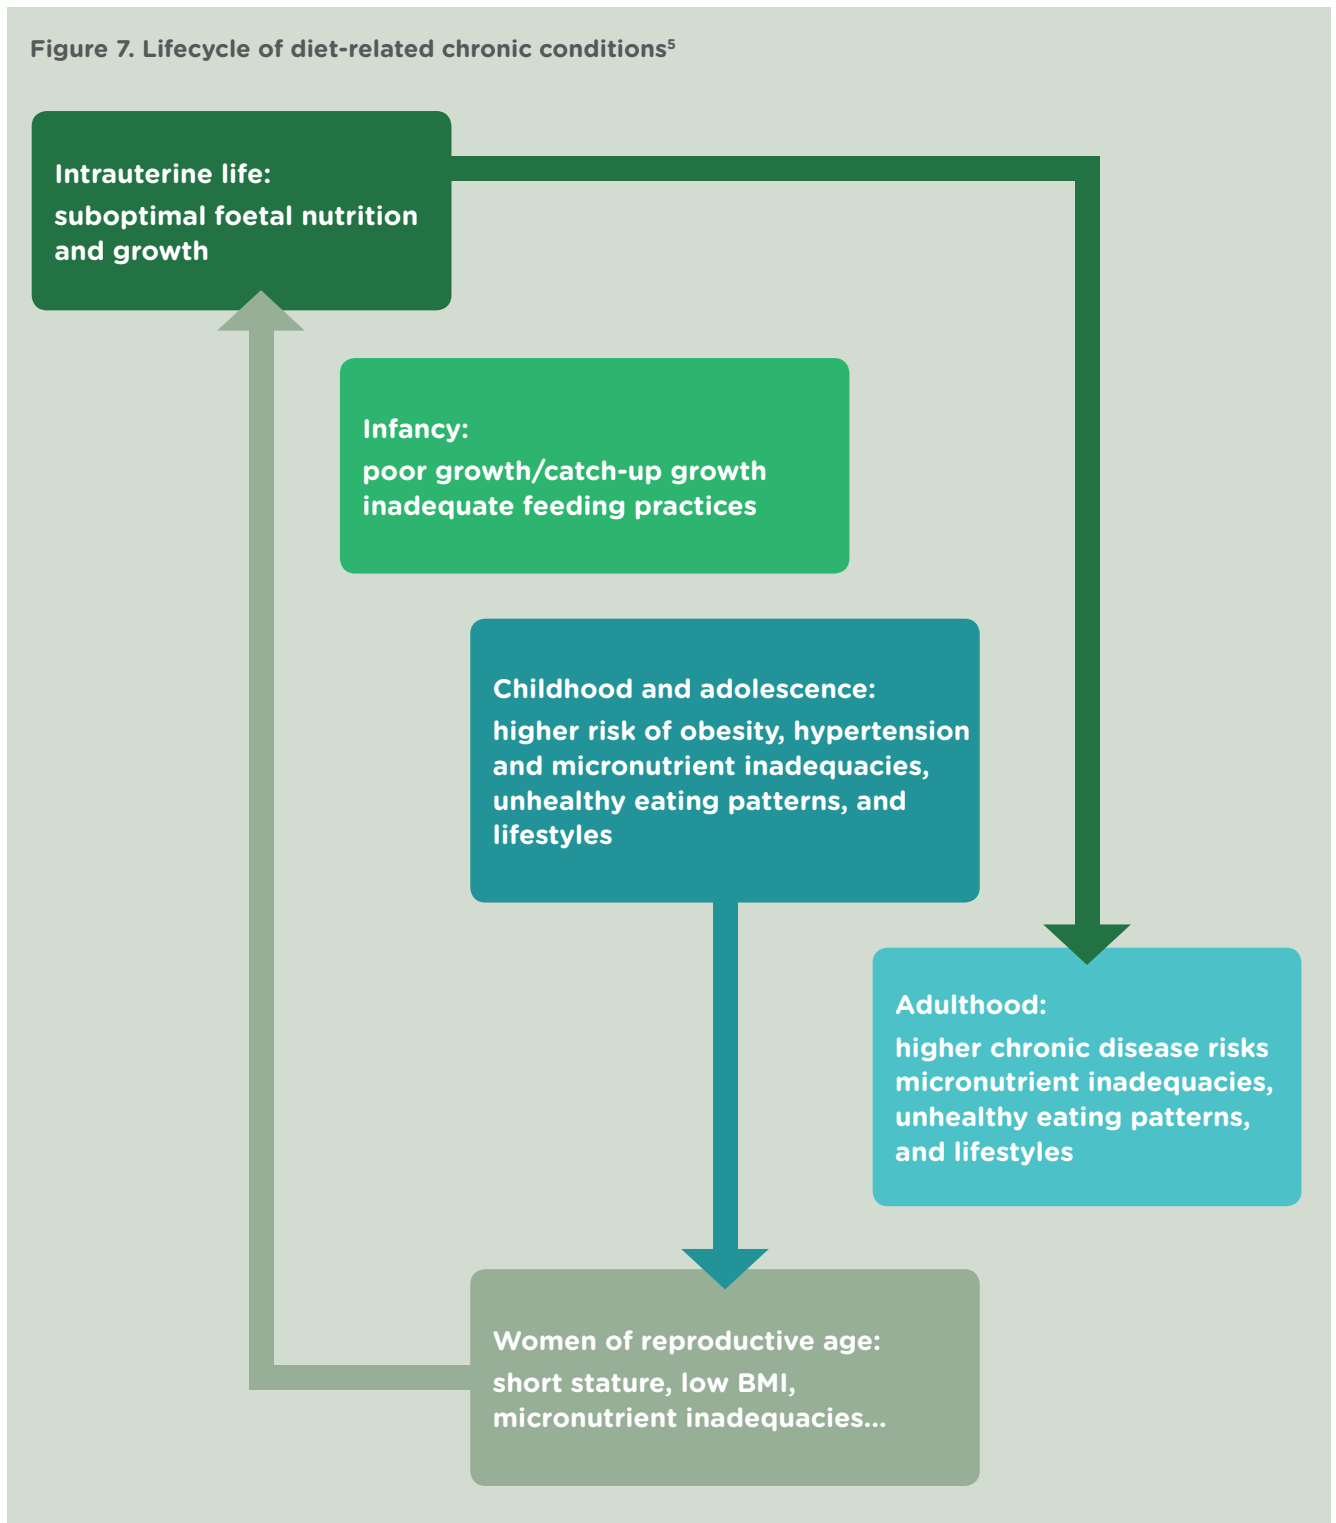 Figure 7. Lifecycle of diet-related chronic conditions⁵
Intrauterine life:
suboptimal foetal nutrition
and growth
Infancy:
poor growth/catch-up growth
inadequate feeding practices
Childhood and adolescence:
higher risk of obesity, hypertension
and micronutrient inadequacies,
unhealthy eating patterns, and
lifestyles
Adulthood:
higher chronic disease risks
micronutrient inadequacies,
unhealthy eating patterns,
and lifestyles
Women of reproductive age:
short stature, low BMI,
micronutrient inadequacies...